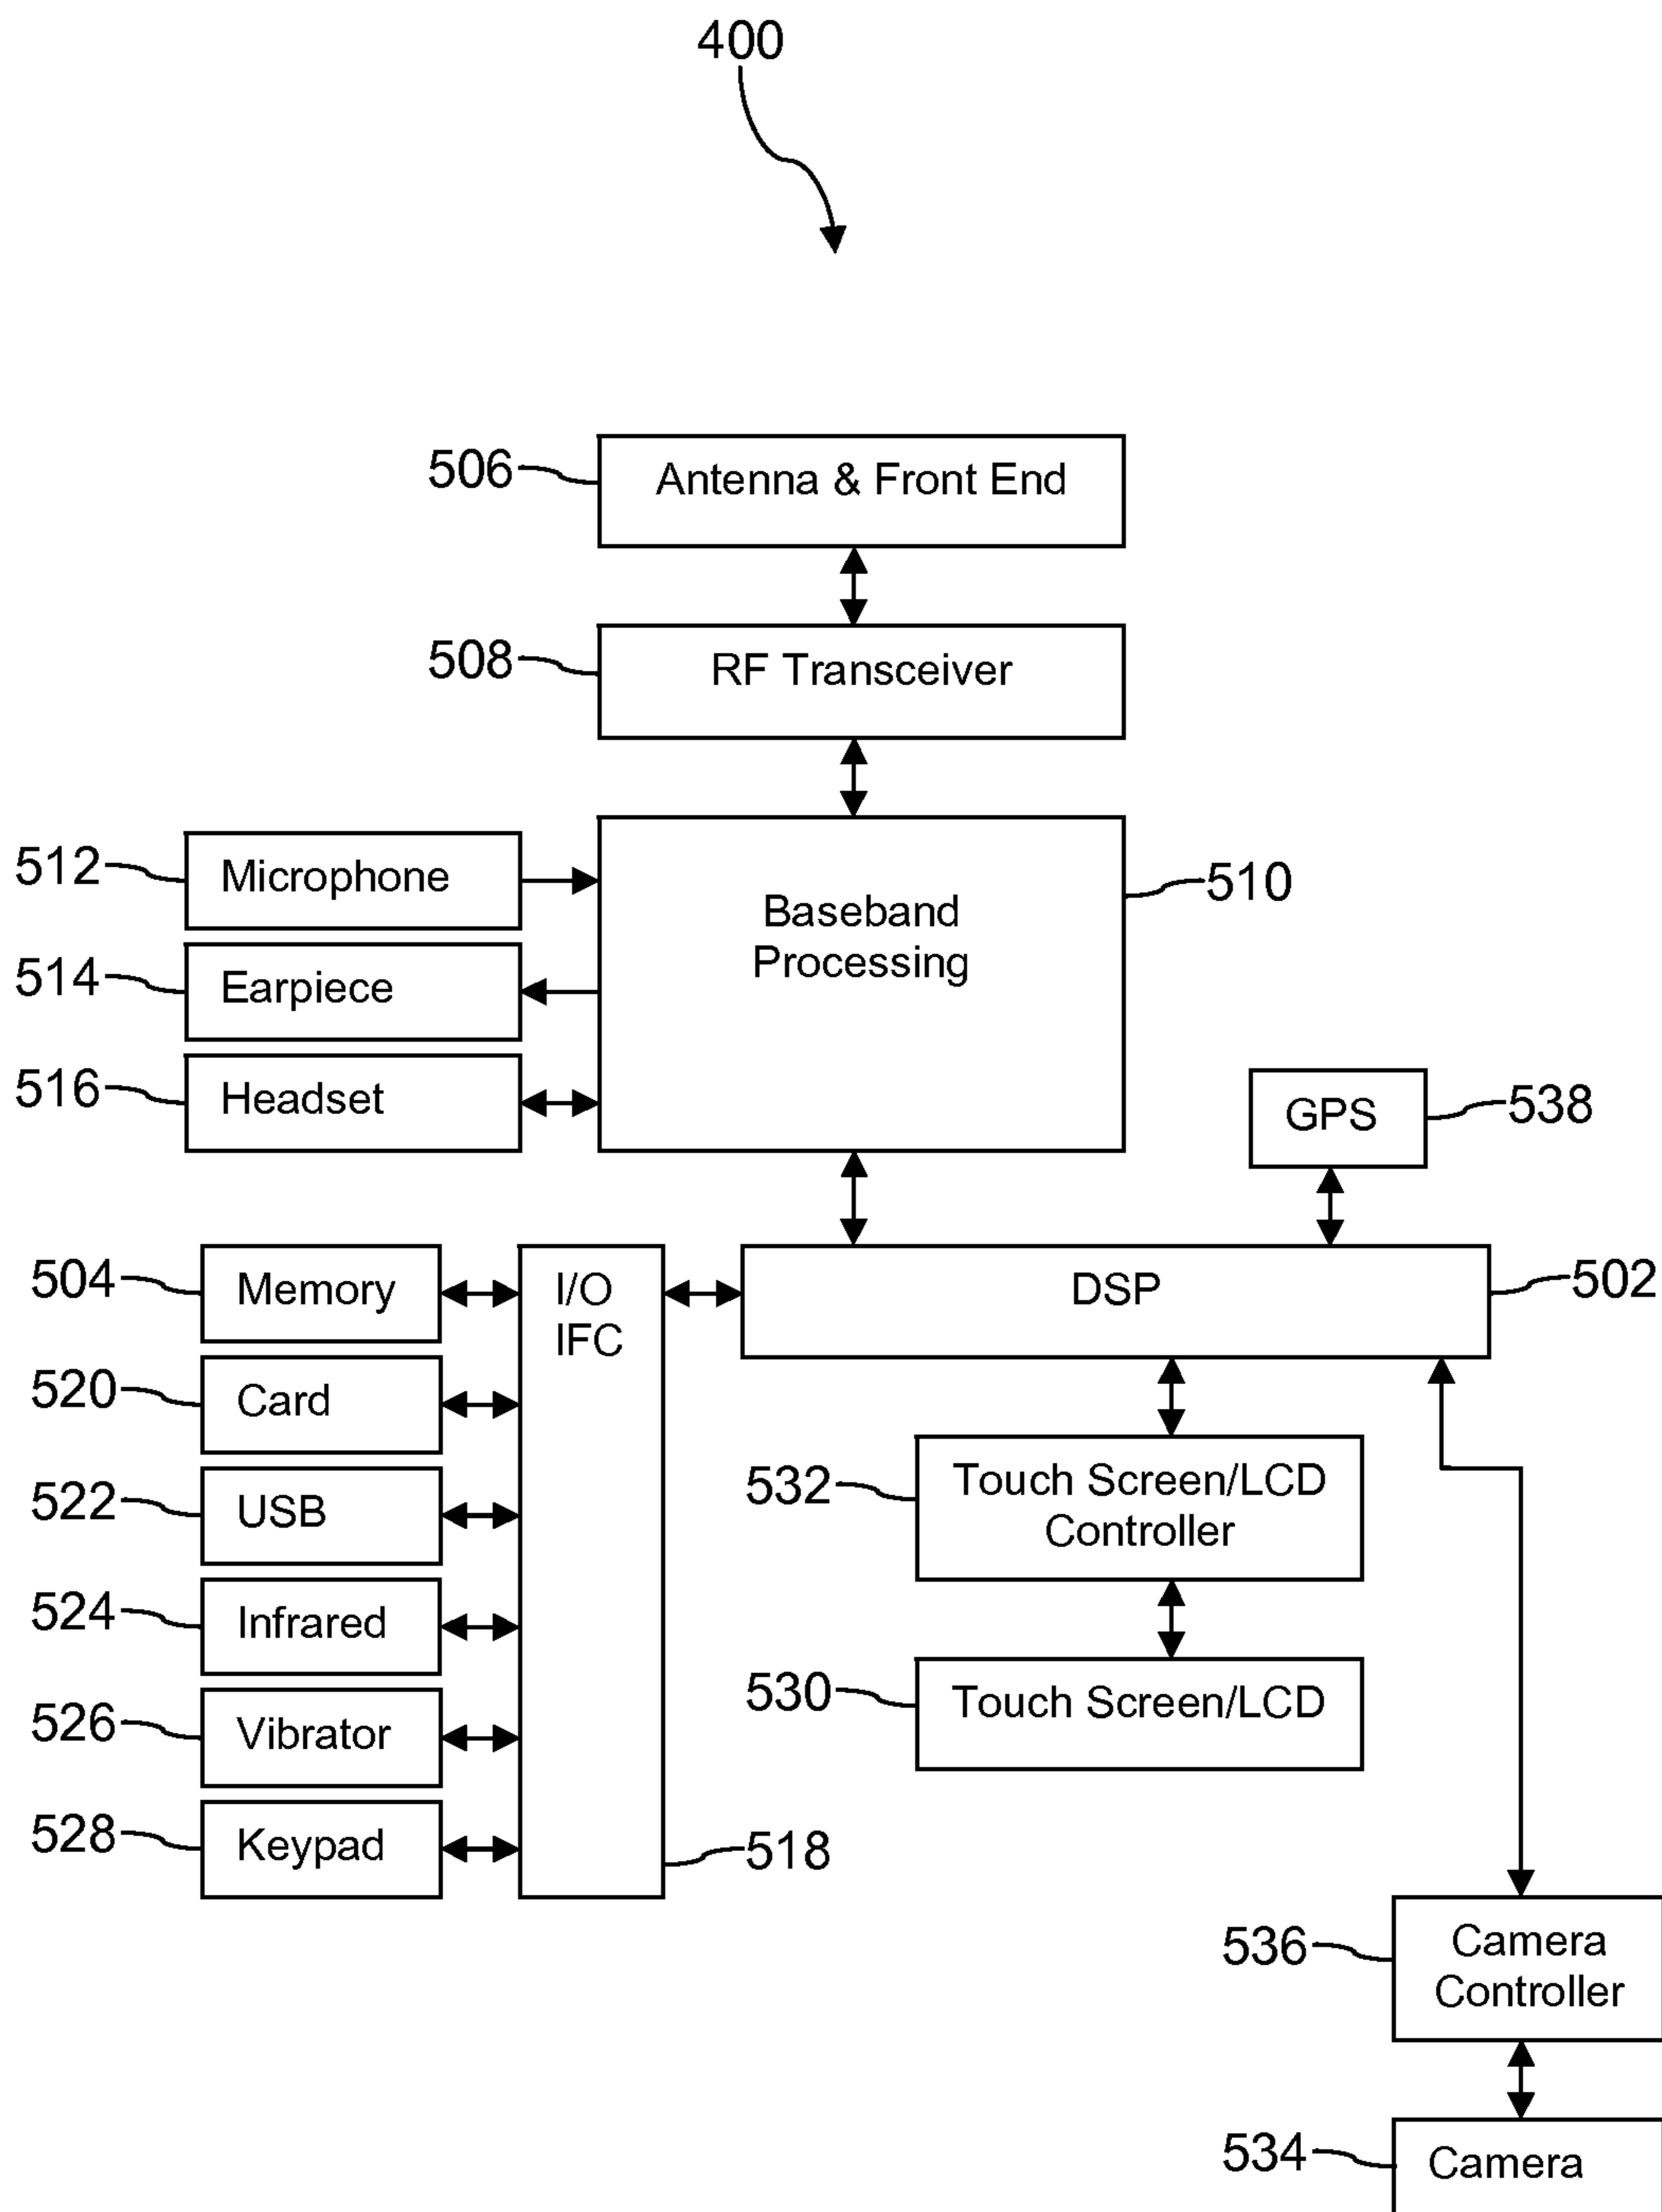 400
506
Antenna & Front End
508
RF Transceiver
512
Microphone
Baseband
Processing
510
514
Earpiece
516
Headset
GPS
538
504
Memory
I/O
IFC
DSP
502
520
Card
522
USB
532
Touch Screen/LCD
Controller
524
Infrared
526
Vibrator
530
Touch Screen/LCD
528
Keypad
518
536
Camera
Controller
534
Camera